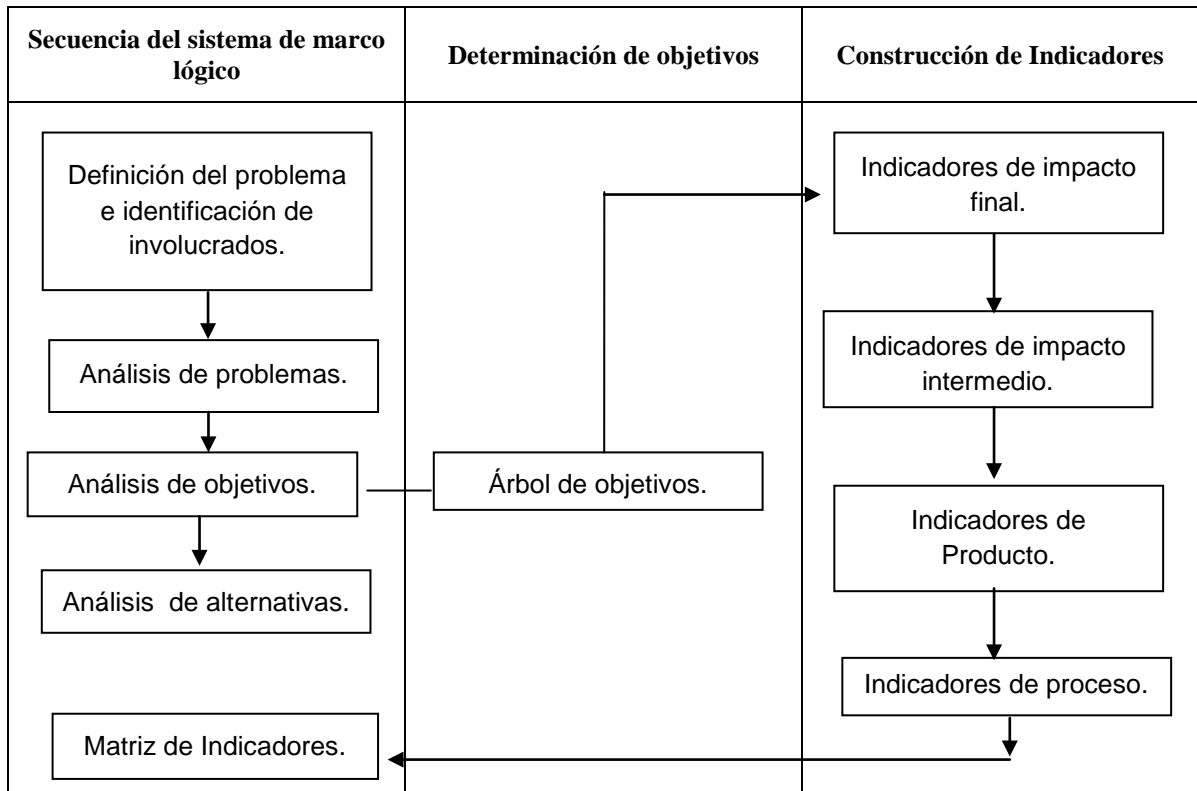 Secuencia del sistema de marco
lógico
Determinación de objetivos
Construcción de Indicadores
Definición del problema
e identificación de
involucrados.
Análisis de problemas.
Análisis de objetivos.
Análisis de alternativas.
Matriz de Indicadores.
Árbol de objetivos.
Indicadores de impacto
final.
Indicadores de impacto
intermedio.
Indicadores de
Producto.
Indicadores de proceso.